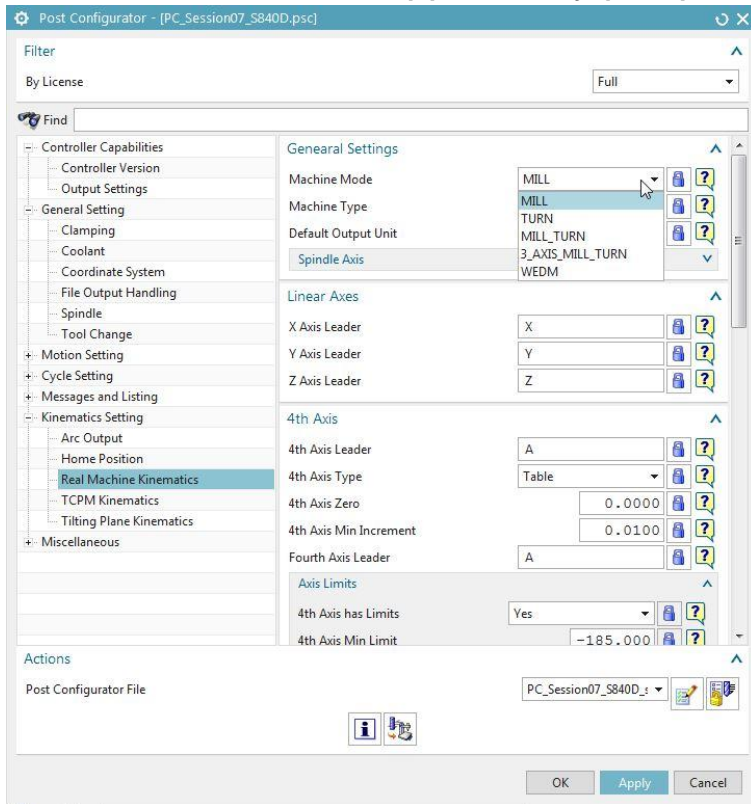 Post Configurator - [PC_Session07_S840D.psc]
Filter
By License
Full
Find
Controller Capabilities
Controller Version
Output Settings
General Setting
Clamping
Coolant
Coordinate System
File Output Handling
Spindle
Tool Change
Motion Setting
Cycle Setting
Messages and Listing
Kinematics Setting
Arc Output
Home Position
Real Machine Kinematics
TCPM Kinematics
Tilting Plane Kinematics
Miscellaneous
Genearal Settings
Machine Mode MILL
Machine Type
Default Output Unit
MILL
TURN
MILL_TURN
3_AXIS_MILL_TURN
WEDM
Spindle Axis
Linear Axes
X Axis Leader X
Y Axis Leader Y
Z Axis Leader Z
4th Axis
4th Axis Leader A
4th Axis Type Table
4th Axis Zero 0.0000
4th Axis Min Increment 0.0100
Fourth Axis Leader A
Axis Limits
4th Axis has Limits Yes
4th Axis Min Limit -185.000
Actions
Post Configurator File PC_Session07_S840D_s
OK Apply Cancel